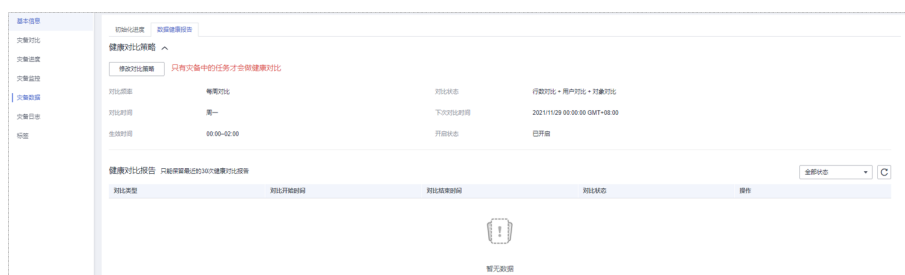 基本信息
灾备对比
灾备进度
灾备监控
灾备数据
灾备日志
标签
初始化进度 数据健康报告
健康对比策略
修改对比策略 只有灾备中的任务才会做健康对比
对比频率 每周对比 对比状态 行数对比 + 用户对比 + 对象对比
对比时间 周一 下次对比时间 2021/11/29 00:00:00 GMT+08:00
生效时间 00:00–02:00 开启状态 已开启
健康对比报告 只能保留最近的30次健康对比报告 全部状态
对比类型 对比开始时间 对比结束时间 对比状态 操作
暂无数据